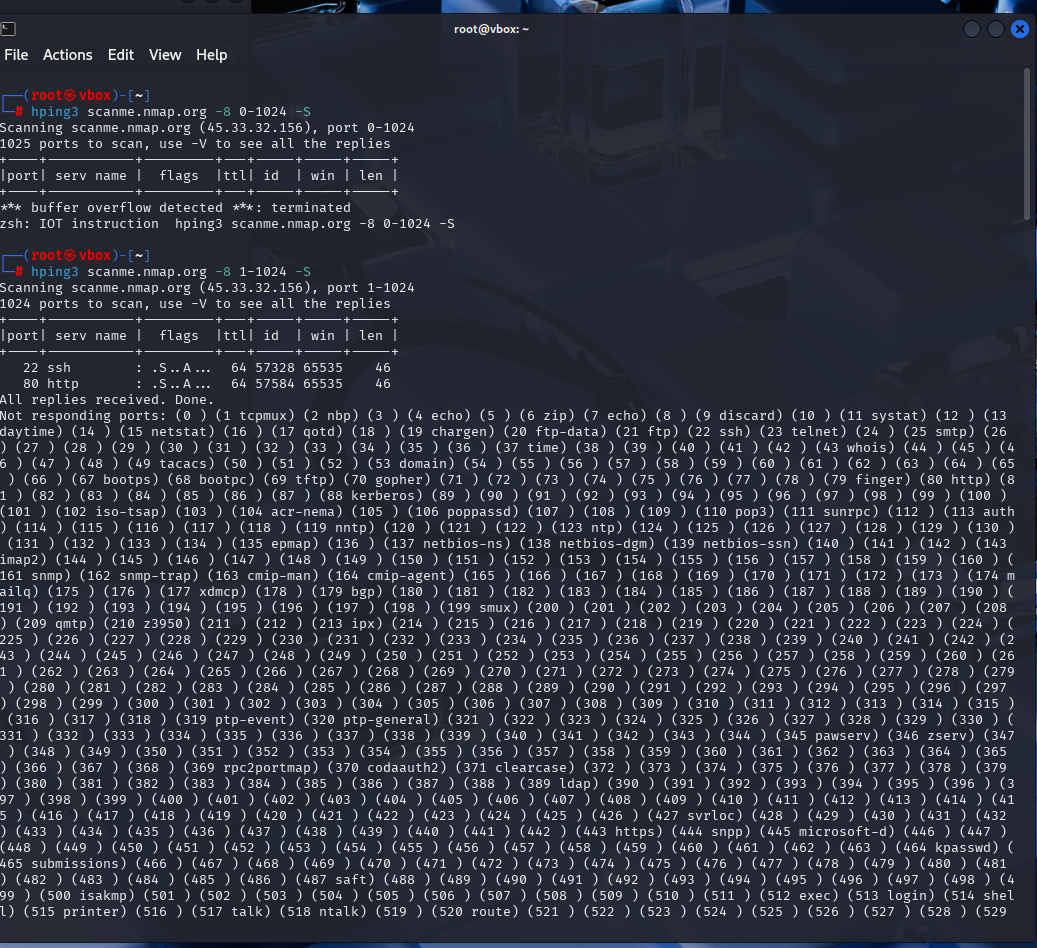 root@vbox: ~
File Actions Edit View Help
┌──(root㉿vbox)-[~]
└─# hping3 scanme.nmap.org -8 0-1024 -S
Scanning scanme.nmap.org (45.33.32.156), port 0-1024
1025 ports to scan, use -V to see all the replies
+----+-----------+---------+---+-----+-----+-----+
|port| serv name |  flags  |ttl| id  | win | len |
+----+-----------+---------+---+-----+-----+-----+
*** buffer overflow detected ***: terminated
zsh: IOT instruction  hping3 scanme.nmap.org -8 0-1024 -S
┌──(root㉿vbox)-[~]
└─# hping3 scanme.nmap.org -8 1-1024 -S
Scanning scanme.nmap.org (45.33.32.156), port 1-1024
1024 ports to scan, use -V to see all the replies
+----+-----------+---------+---+-----+-----+-----+
|port| serv name |  flags  |ttl| id  | win | len |
+----+-----------+---------+---+-----+-----+-----+
22 ssh        : .S..A...  64 57328 65535    46
80 http       : .S..A...  64 57584 65535    46
All replies received. Done.
Not responding ports: (0 ) (1 tcpmux) (2 nbp) (3 ) (4 echo) (5 ) (6 zip) (7 echo) (8 ) (9 discard) (10 ) (11 systat) (12 ) (13
daytime) (14 ) (15 netstat) (16 ) (17 qotd) (18 ) (19 chargen) (20 ftp-data) (21 ftp) (22 ssh) (23 telnet) (24 ) (25 smtp) (26
) (27 ) (28 ) (29 ) (30 ) (31 ) (32 ) (33 ) (34 ) (35 ) (36 ) (37 time) (38 ) (39 ) (40 ) (41 ) (42 ) (43 whois) (44 ) (45 ) (4
6 ) (47 ) (48 ) (49 tacacs) (50 ) (51 ) (52 ) (53 domain) (54 ) (55 ) (56 ) (57 ) (58 ) (59 ) (60 ) (61 ) (62 ) (63 ) (64 ) (65
) (66 ) (67 bootps) (68 bootpc) (69 tftp) (70 gopher) (71 ) (72 ) (73 ) (74 ) (75 ) (76 ) (77 ) (78 ) (79 finger) (80 http) (8
1 ) (82 ) (83 ) (84 ) (85 ) (86 ) (87 ) (88 kerberos) (89 ) (90 ) (91 ) (92 ) (93 ) (94 ) (95 ) (96 ) (97 ) (98 ) (99 ) (100 )
(101 ) (102 iso-tsap) (103 ) (104 acr-nema) (105 ) (106 poppassd) (107 ) (108 ) (109 ) (110 pop3) (111 sunrpc) (112 ) (113 auth
) (114 ) (115 ) (116 ) (117 ) (118 ) (119 nntp) (120 ) (121 ) (122 ) (123 ntp) (124 ) (125 ) (126 ) (127 ) (128 ) (129 ) (130 )
(131 ) (132 ) (133 ) (134 ) (135 epmap) (136 ) (137 netbios-ns) (138 netbios-dgm) (139 netbios-ssn) (140 ) (141 ) (142 ) (143
imap2) (144 ) (145 ) (146 ) (147 ) (148 ) (149 ) (150 ) (151 ) (152 ) (153 ) (154 ) (155 ) (156 ) (157 ) (158 ) (159 ) (160 ) (
161 snmp) (162 snmp-trap) (163 cmip-man) (164 cmip-agent) (165 ) (166 ) (167 ) (168 ) (169 ) (170 ) (171 ) (172 ) (173 ) (174 m
ailq) (175 ) (176 ) (177 xdmcp) (178 ) (179 bgp) (180 ) (181 ) (182 ) (183 ) (184 ) (185 ) (186 ) (187 ) (188 ) (189 ) (190 ) (
191 ) (192 ) (193 ) (194 ) (195 ) (196 ) (197 ) (198 ) (199 smux) (200 ) (201 ) (202 ) (203 ) (204 ) (205 ) (206 ) (207 ) (208
) (209 qmtp) (210 z3950) (211 ) (212 ) (213 ipx) (214 ) (215 ) (216 ) (217 ) (218 ) (219 ) (220 ) (221 ) (222 ) (223 ) (224 ) (
225 ) (226 ) (227 ) (228 ) (229 ) (230 ) (231 ) (232 ) (233 ) (234 ) (235 ) (236 ) (237 ) (238 ) (239 ) (240 ) (241 ) (242 ) (2
43 ) (244 ) (245 ) (246 ) (247 ) (248 ) (249 ) (250 ) (251 ) (252 ) (253 ) (254 ) (255 ) (256 ) (257 ) (258 ) (259 ) (260 ) (26
1 ) (262 ) (263 ) (264 ) (265 ) (266 ) (267 ) (268 ) (269 ) (270 ) (271 ) (272 ) (273 ) (274 ) (275 ) (276 ) (277 ) (278 ) (279
) (280 ) (281 ) (282 ) (283 ) (284 ) (285 ) (286 ) (287 ) (288 ) (289 ) (290 ) (291 ) (292 ) (293 ) (294 ) (295 ) (296 ) (297
) (298 ) (299 ) (300 ) (301 ) (302 ) (303 ) (304 ) (305 ) (306 ) (307 ) (308 ) (309 ) (310 ) (311 ) (312 ) (313 ) (314 ) (315 )
(316 ) (317 ) (318 ) (319 ptp-event) (320 ptp-general) (321 ) (322 ) (323 ) (324 ) (325 ) (326 ) (327 ) (328 ) (329 ) (330 ) (
331 ) (332 ) (333 ) (334 ) (335 ) (336 ) (337 ) (338 ) (339 ) (340 ) (341 ) (342 ) (343 ) (344 ) (345 pawserv) (346 zserv) (347
) (348 ) (349 ) (350 ) (351 ) (352 ) (353 ) (354 ) (355 ) (356 ) (357 ) (358 ) (359 ) (360 ) (361 ) (362 ) (363 ) (364 ) (365
) (366 ) (367 ) (368 ) (369 rpc2portmap) (370 codaauth2) (371 clearcase) (372 ) (373 ) (374 ) (375 ) (376 ) (377 ) (378 ) (379
) (380 ) (381 ) (382 ) (383 ) (384 ) (385 ) (386 ) (387 ) (388 ) (389 ldap) (390 ) (391 ) (392 ) (393 ) (394 ) (395 ) (396 ) (3
97 ) (398 ) (399 ) (400 ) (401 ) (402 ) (403 ) (404 ) (405 ) (406 ) (407 ) (408 ) (409 ) (410 ) (411 ) (412 ) (413 ) (414 ) (41
5 ) (416 ) (417 ) (418 ) (419 ) (420 ) (421 ) (422 ) (423 ) (424 ) (425 ) (426 ) (427 svrloc) (428 ) (429 ) (430 ) (431 ) (432
) (433 ) (434 ) (435 ) (436 ) (437 ) (438 ) (439 ) (440 ) (441 ) (442 ) (443 https) (444 snpp) (445 microsoft-d) (446 ) (447 )
(448 ) (449 ) (450 ) (451 ) (452 ) (453 ) (454 ) (455 ) (456 ) (457 ) (458 ) (459 ) (460 ) (461 ) (462 ) (463 ) (464 kpasswd) (
465 submissions) (466 ) (467 ) (468 ) (469 ) (470 ) (471 ) (472 ) (473 ) (474 ) (475 ) (476 ) (477 ) (478 ) (479 ) (480 ) (481
) (482 ) (483 ) (484 ) (485 ) (486 ) (487 saft) (488 ) (489 ) (490 ) (491 ) (492 ) (493 ) (494 ) (495 ) (496 ) (497 ) (498 ) (4
99 ) (500 isakmp) (501 ) (502 ) (503 ) (504 ) (505 ) (506 ) (507 ) (508 ) (509 ) (510 ) (511 ) (512 exec) (513 login) (514 shel
l) (515 printer) (516 ) (517 talk) (518 ntalk) (519 ) (520 route) (521 ) (522 ) (523 ) (524 ) (525 ) (526 ) (527 ) (528 ) (529